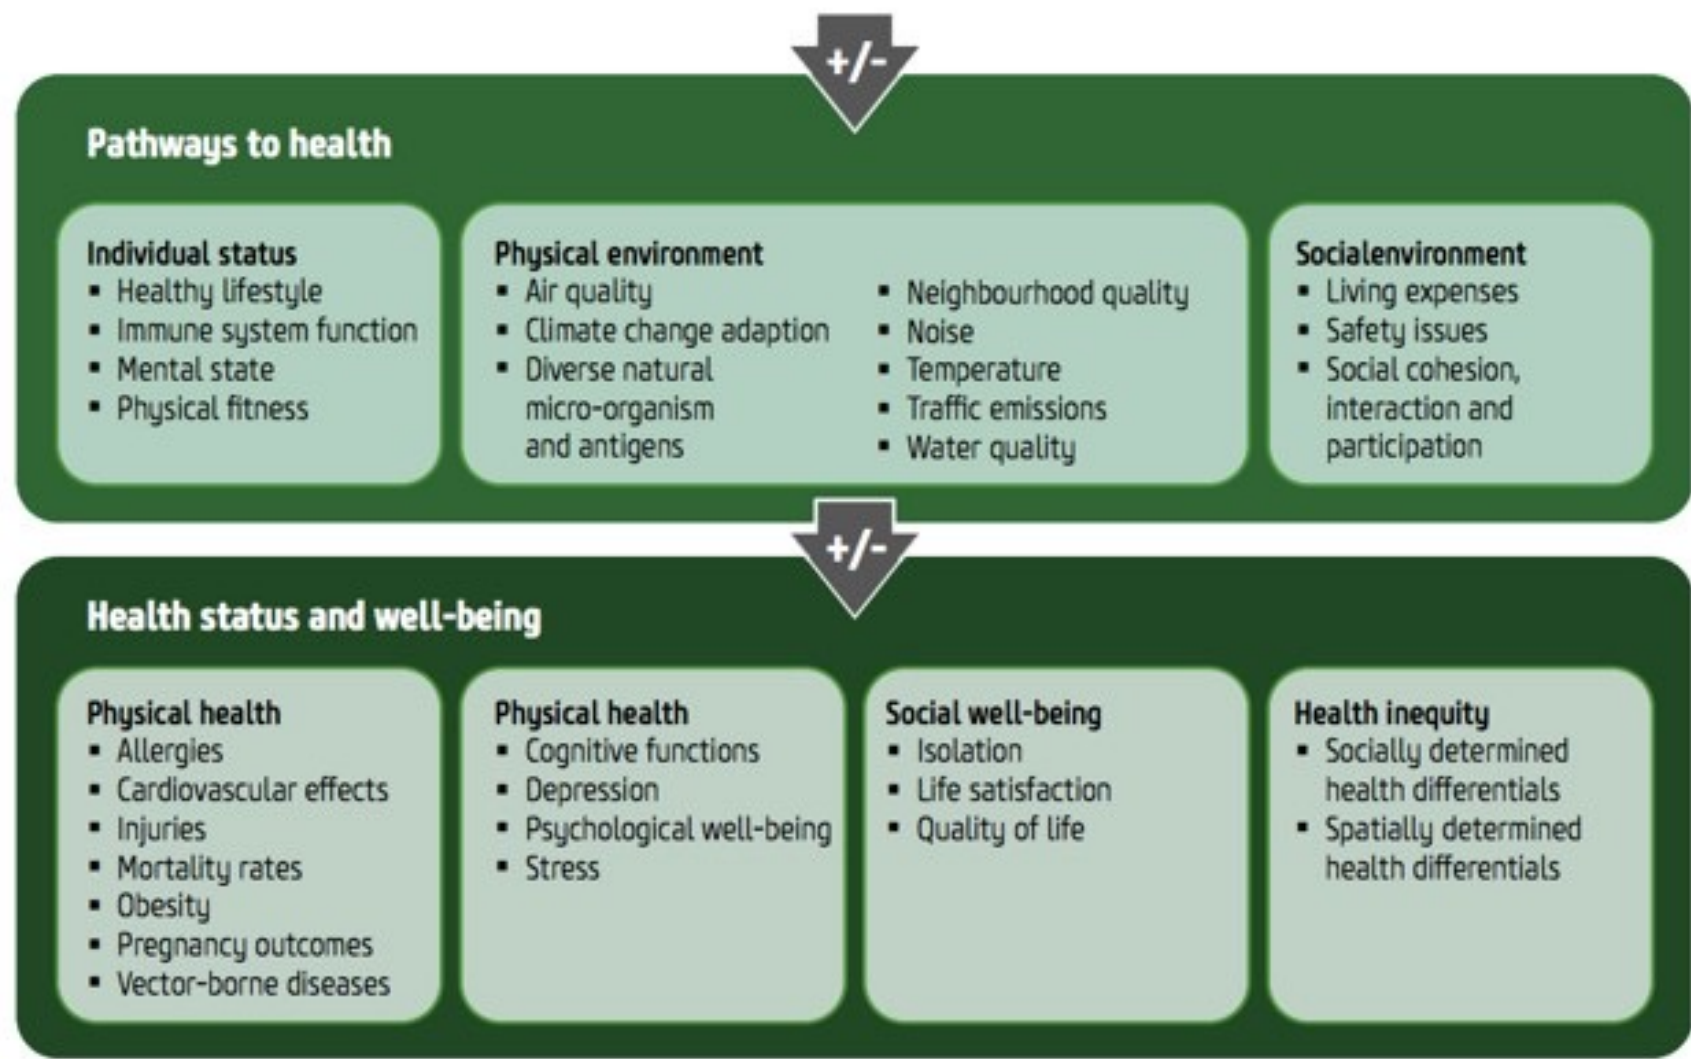 +/-
Pathways to health
Individual status
▪ Healthy lifestyle
▪ Immune system function
▪ Mental state
▪ Physical fitness
Physical environment
▪ Air quality
▪ Climate change adaption
▪ Diverse natural
micro-organism
and antigens
▪ Neighbourhood quality
▪ Noise
▪ Temperature
▪ Traffic emissions
▪ Water quality
Socialenvironment
▪ Living expenses
▪ Safety issues
▪ Social cohesion,
interaction and
participation
+/-
Health status and well-being
Physical health
▪ Allergies
▪ Cardiovascular effects
▪ Injuries
▪ Mortality rates
▪ Obesity
▪ Pregnancy outcomes
▪ Vector-borne diseases
Physical health
▪ Cognitive functions
▪ Depression
▪ Psychological well-being
▪ Stress
Social well-being
▪ Isolation
▪ Life satisfaction
▪ Quality of life
Health inequity
▪ Socially determined
health differentials
▪ Spatially determined
health differentials